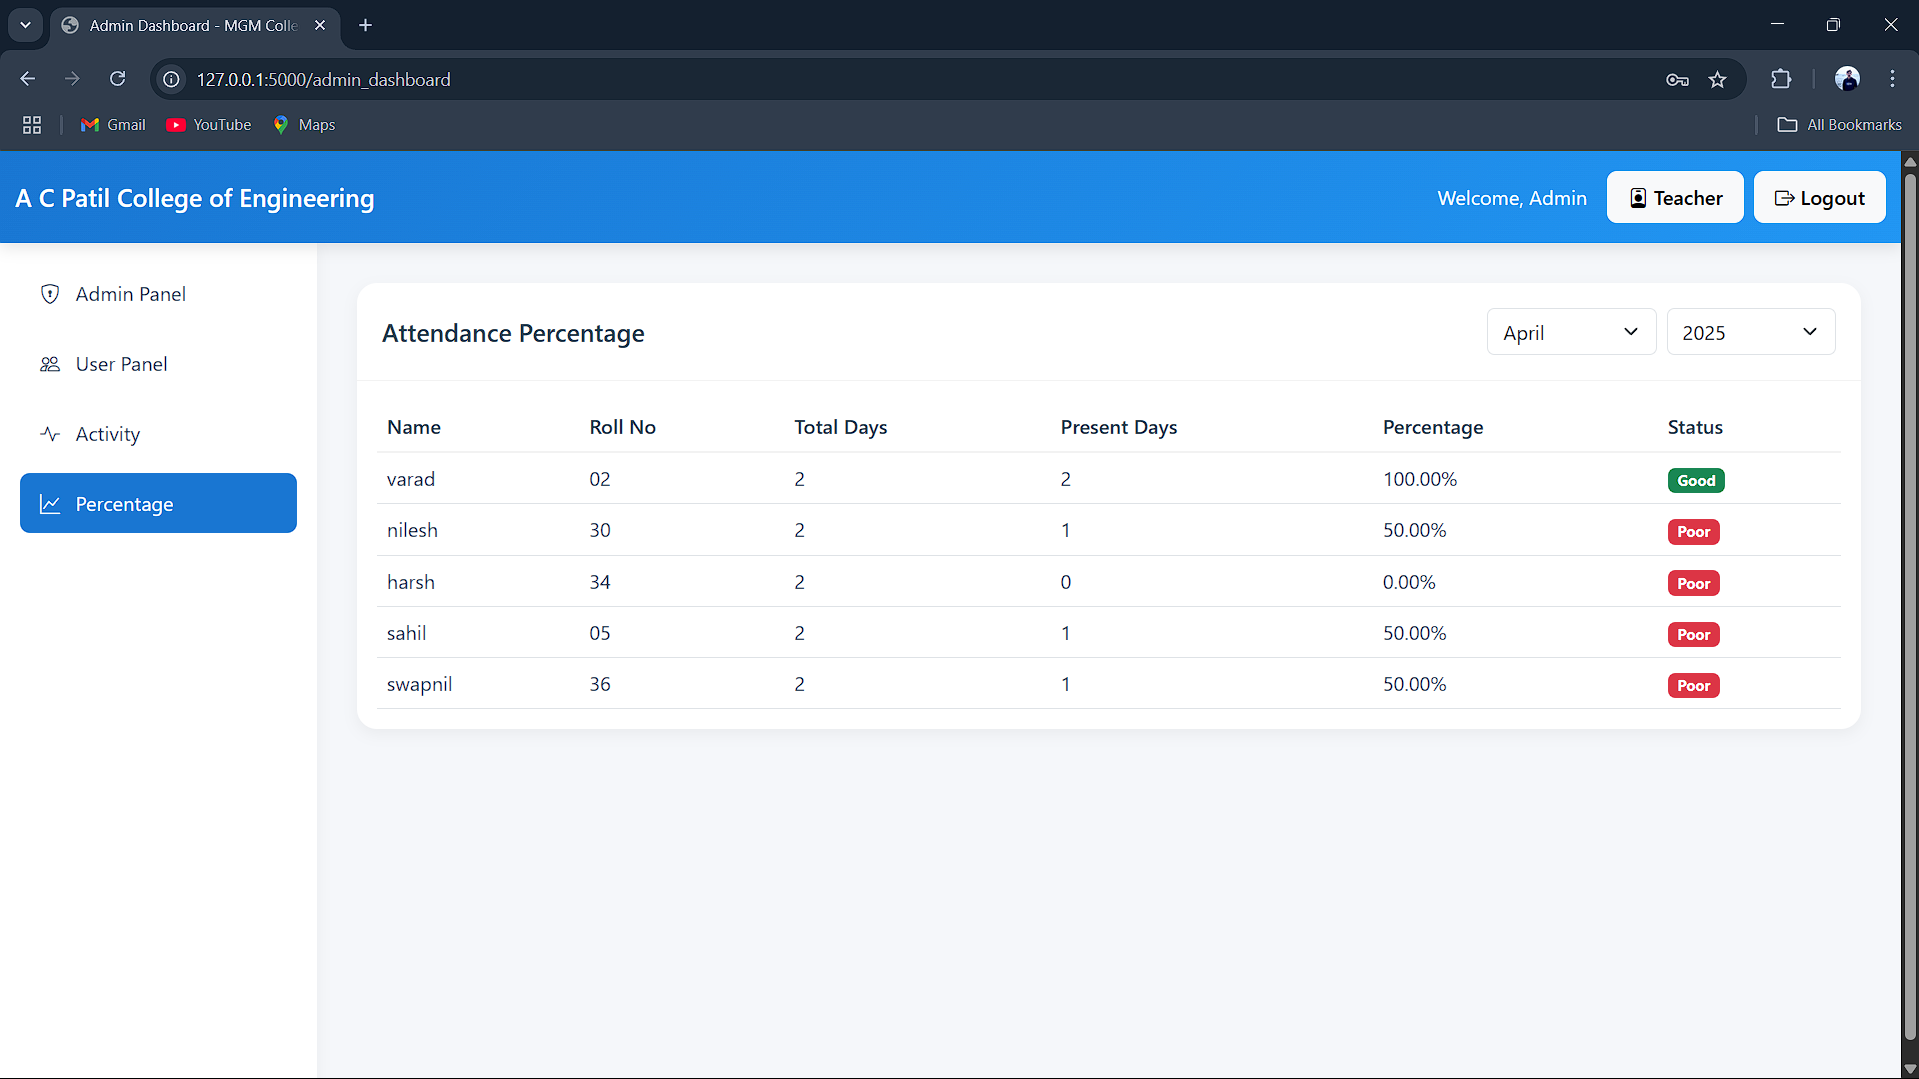 Admin Dashboard - MGM Colle
127.0.0.1:5000/admin_dashboard
Gmail YouTube Maps All Bookmarks
A C Patil College of Engineering Welcome, Admin Teacher Logout
Admin Panel
User Panel
Activity
Percentage
Attendance Percentage April 2025
Name Roll No Total Days Present Days Percentage Status
varad 02 2 2 100.00% Good
nilesh 30 2 1 50.00% Poor
harsh 34 2 0 0.00% Poor
sahil 05 2 1 50.00% Poor
swapnil 36 2 1 50.00% Poor